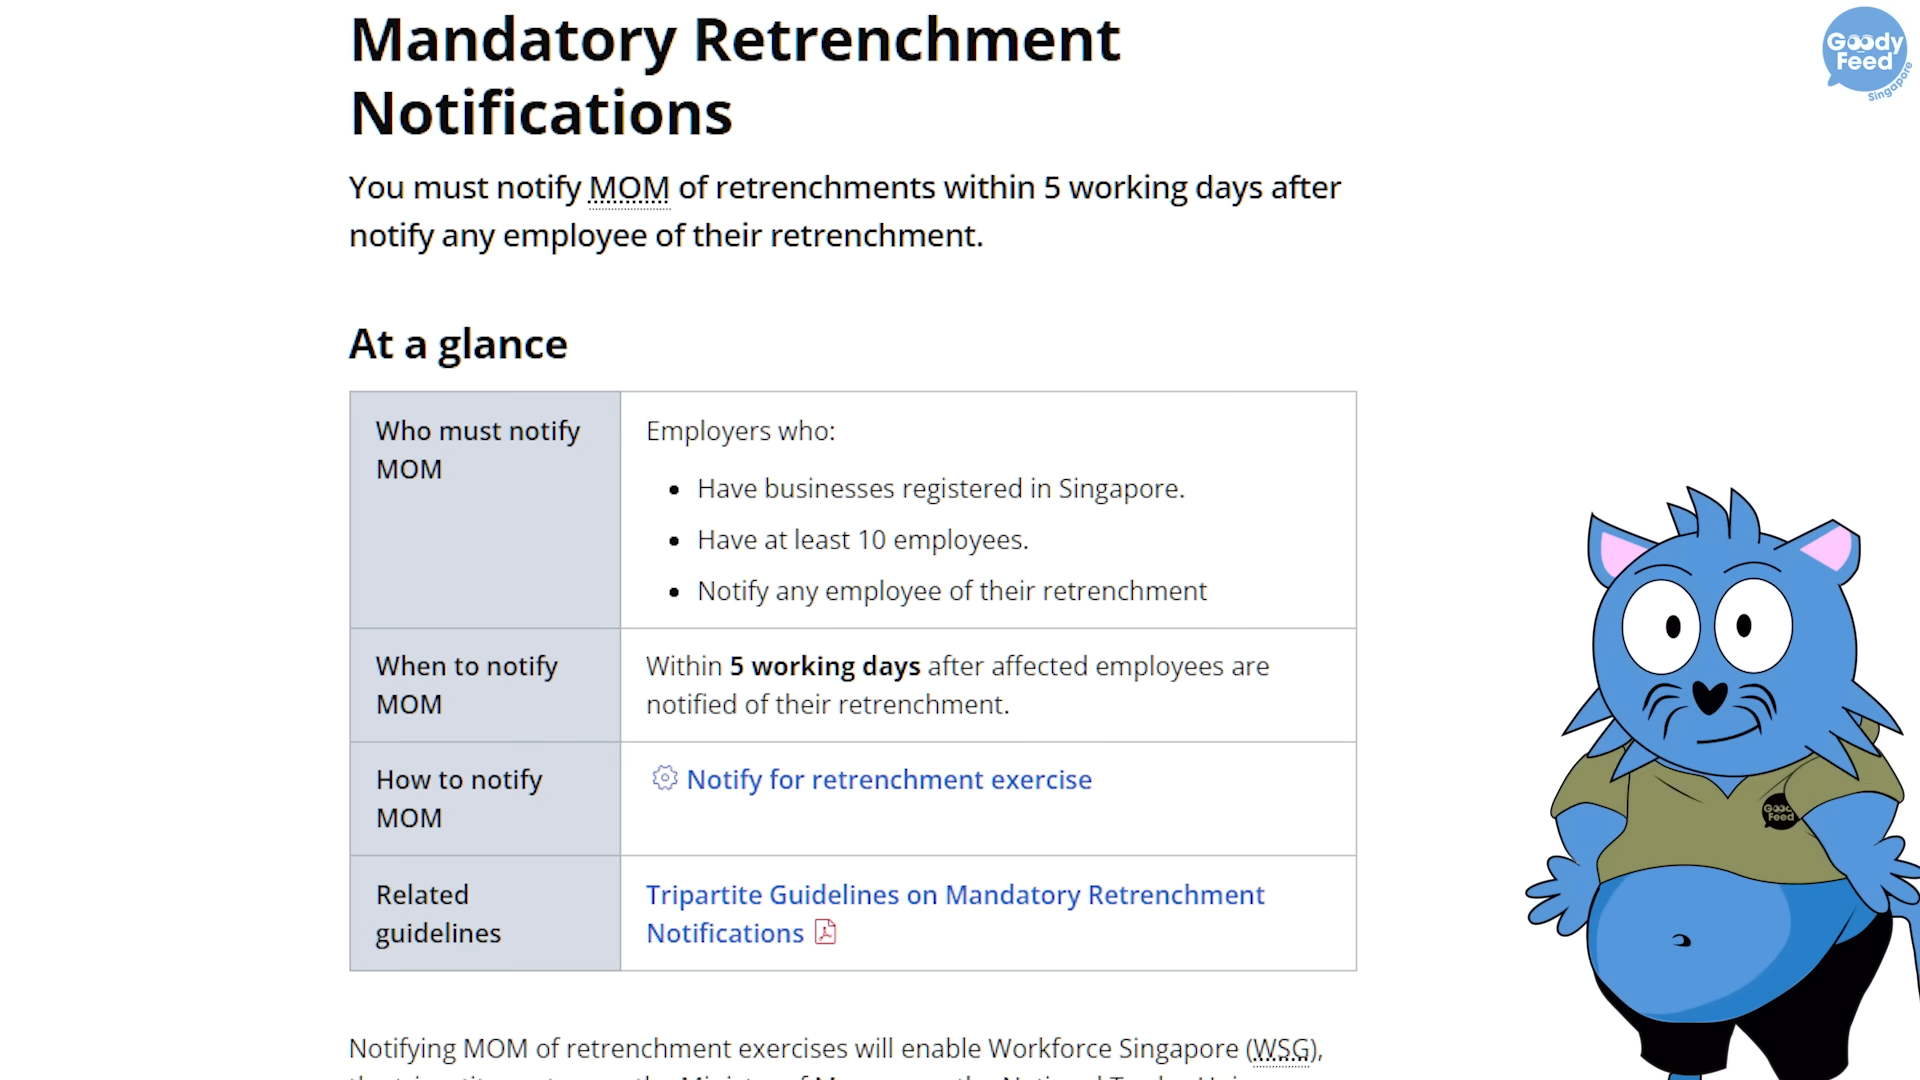 Mandatory Retrenchment
Notifications
You must notify MOM of retrenchments within 5 working days after
notify any employee of their retrenchment.
At a glance
Who must notify
MOM
Employers who:
Have businesses registered in Singapore.
Have at least 10 employees.
Notify any employee of their retrenchment
When to notify
MOM
Within 5 working days after affected employees are
notified of their retrenchment.
How to notify
MOM
Notify for retrenchment exercise
Related
guidelines
Tripartite Guidelines on Mandatory Retrenchment
Notifications
Notifying MOM of retrenchment exercises will enable Workforce Singapore (WSG),
Goody
Feed
Singapore
Goody
Feed